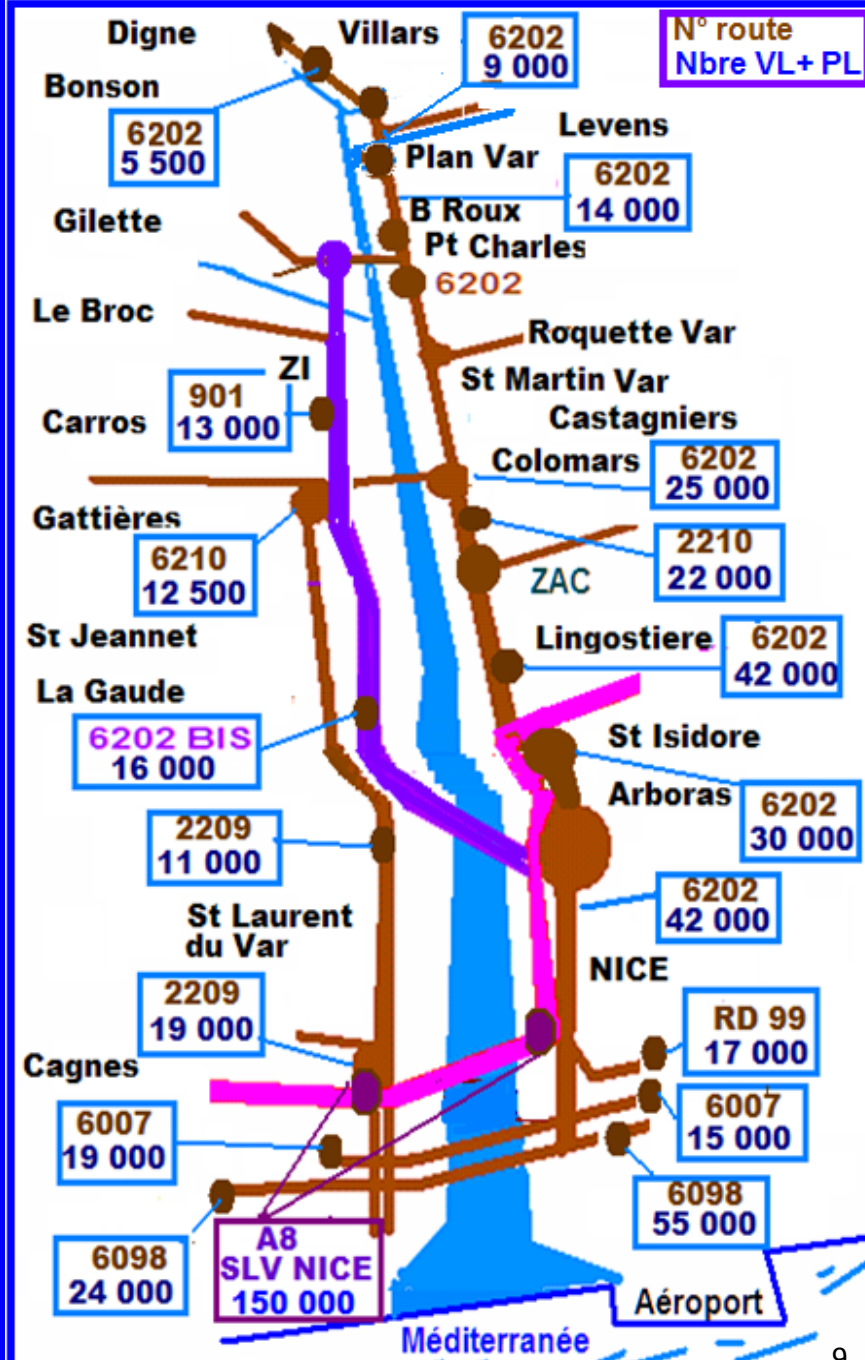 Digne
Villars
6202
9 000
N° route
Nbre VL+ PL
Bonson
6202
5 500
Levens
Plan Var
6202
14 000
Gilette
B Roux
Pt Charles
6202
Le Broc
Roquette Var
ZI
St Martin Var
901
13 000
Carros
Castagniers
Colomars
6202
25 000
Gattières
6210
12 500
2210
22 000
ZAC
St Jeannet
Lingostiere
6202
42 000
La Gaude
6202 BIS
16 000
St Isidore
Arboras
6202
30 000
2209
11 000
6202
42 000
St Laurent
du Var
NICE
2209
19 000
RD 99
17 000
Cagnes
6007
19 000
6007
15 000
6098
55 000
A8
SLV NICE
150 000
6098
24 000
Aéroport
Méditerranée
9